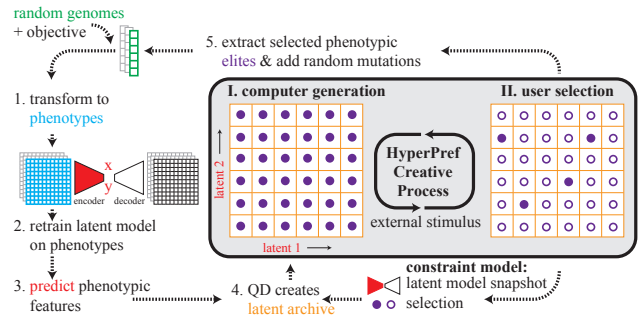 random genomes
+ objective
5. extract selected phenotypic
elites & add random mutations
1. transform to
phenotypes
x
y
encoder
decoder
2. retrain latent model
on phenotypes
3. predict phenotypic
features
I. computer generation
latent 2
latent 1
HyperPref
Creative
Process
external stimulus
II. user selection
4. QD creates
latent archive
constraint model:
latent model snapshot
selection